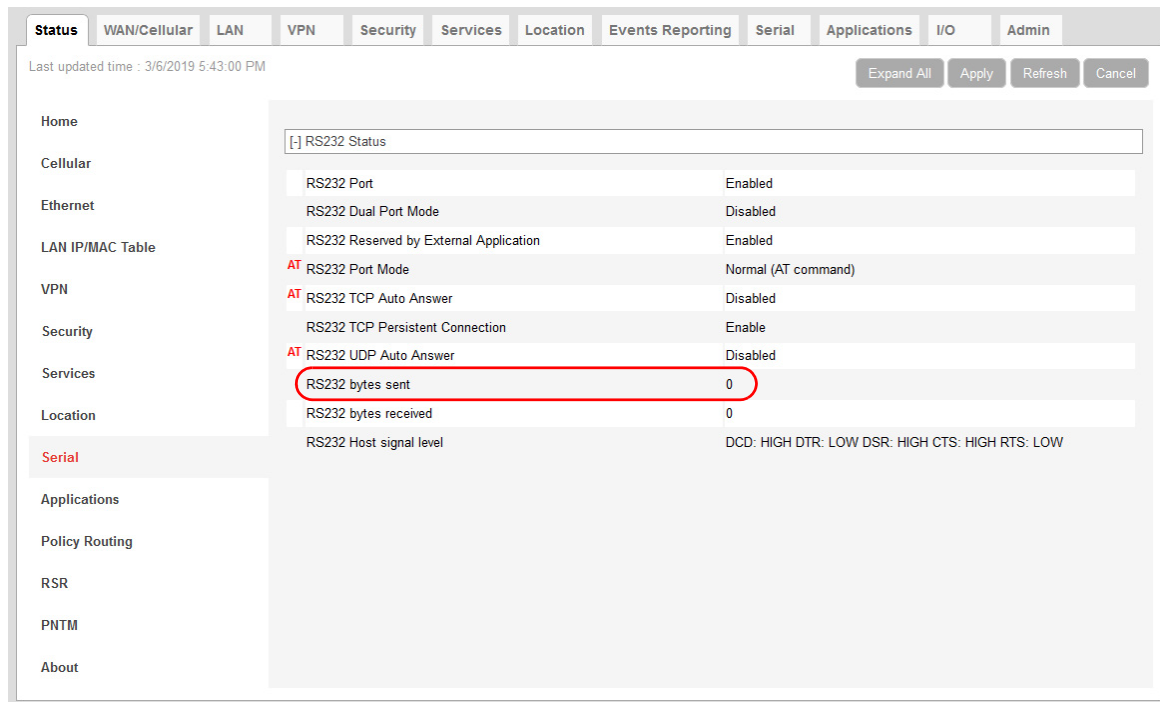 Status WAN/Cellular LAN VPN Security Services Location Events Reporting Serial Applications I/O Admin
Last updated time : 3/6/2019 5:43:00 PM
Expand All Apply Refresh Cancel
Home
Cellular
Ethernet
LAN IP/MAC Table
VPN
Security
Services
Location
Serial
Applications
Policy Routing
RSR
PNTM
About
[-] RS232 Status
RS232 Port Enabled
RS232 Dual Port Mode Disabled
RS232 Reserved by External Application Enabled
AT RS232 Port Mode Normal (AT command)
AT RS232 TCP Auto Answer Disabled
RS232 TCP Persistent Connection Enable
AT RS232 UDP Auto Answer Disabled
RS232 bytes sent 0
RS232 bytes received 0
RS232 Host signal level DCD: HIGH DTR: LOW DSR: HIGH CTS: HIGH RTS: LOW